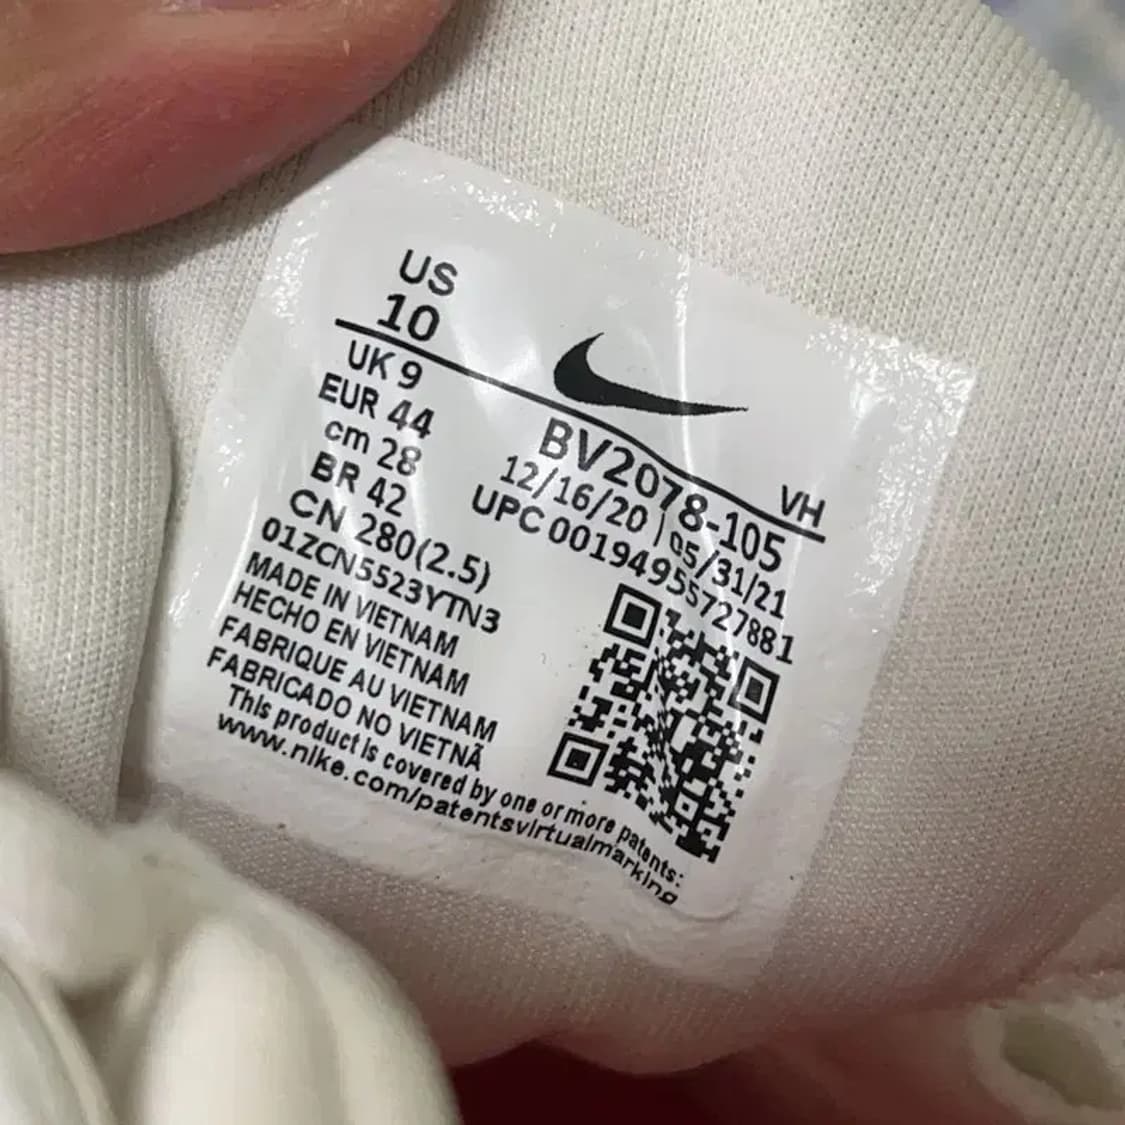 US
10
UK 9
EUR 44
cm 28
BR 42
CN 280(2.5)
01ZCN5523YTN3
MADE IN VIETNAM
HECHO EN VIETNAM
FABRIQUE AU VIETNAM
FABRICADO NO VIETNÃ
This product is covered by one or more patents:
www.nike.com/patentsvirtualmarking
VH
BV2078-105
12/16/20 | 05/31/21
UPC 00194955727881